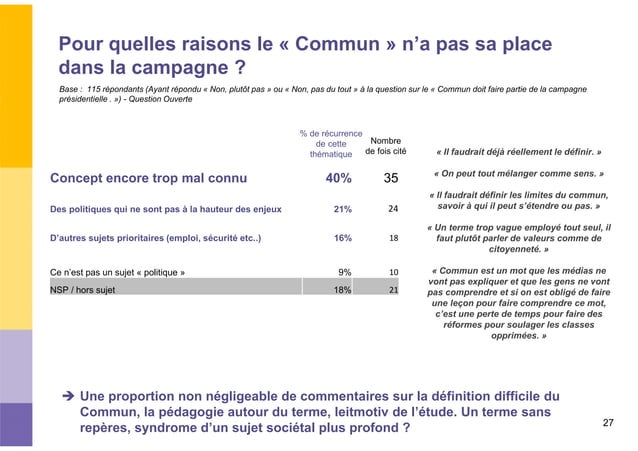 Pour quelles raisons le « Commun » n’a pas sa place
dans la campagne ?
Base : 115 répondants (Ayant répondu « Non, plutôt pas » ou « Non, pas du tout » à la question sur le « Commun doit faire partie de la campagne
présidentielle . ») - Question Ouverte
% de récurrence
de cette
thématique
Nombre
de fois cité
Concept encore trop mal connu 40% 35
Des politiques qui ne sont pas à la hauteur des enjeux 21% 24
D’autres sujets prioritaires (emploi, sécurité etc..) 16% 18
Ce n’est pas un sujet « politique » 9% 10
NSP / hors sujet 18% 21
« Il faudrait déjà réellement le définir. »
« On peut tout mélanger comme sens. »
« Il faudrait définir les limites du commun,
savoir à qui il peut s’étendre ou pas. »
« Un terme trop vague employé tout seul, il
faut plutôt parler de valeurs comme de
citoyenneté. »
« Commun est un mot que les médias ne
vont pas expliquer et que les gens ne vont
pas comprendre et si on est obligé de faire
une leçon pour faire comprendre ce mot,
c’est une perte de temps pour faire des
réformes pour soulager les classes
opprimées. »
➔ Une proportion non négligeable de commentaires sur la définition difficile du
Commun, la pédagogie autour du terme, leitmotiv de l’étude. Un terme sans
repères, syndrome d’un sujet sociétal plus profond ?
27